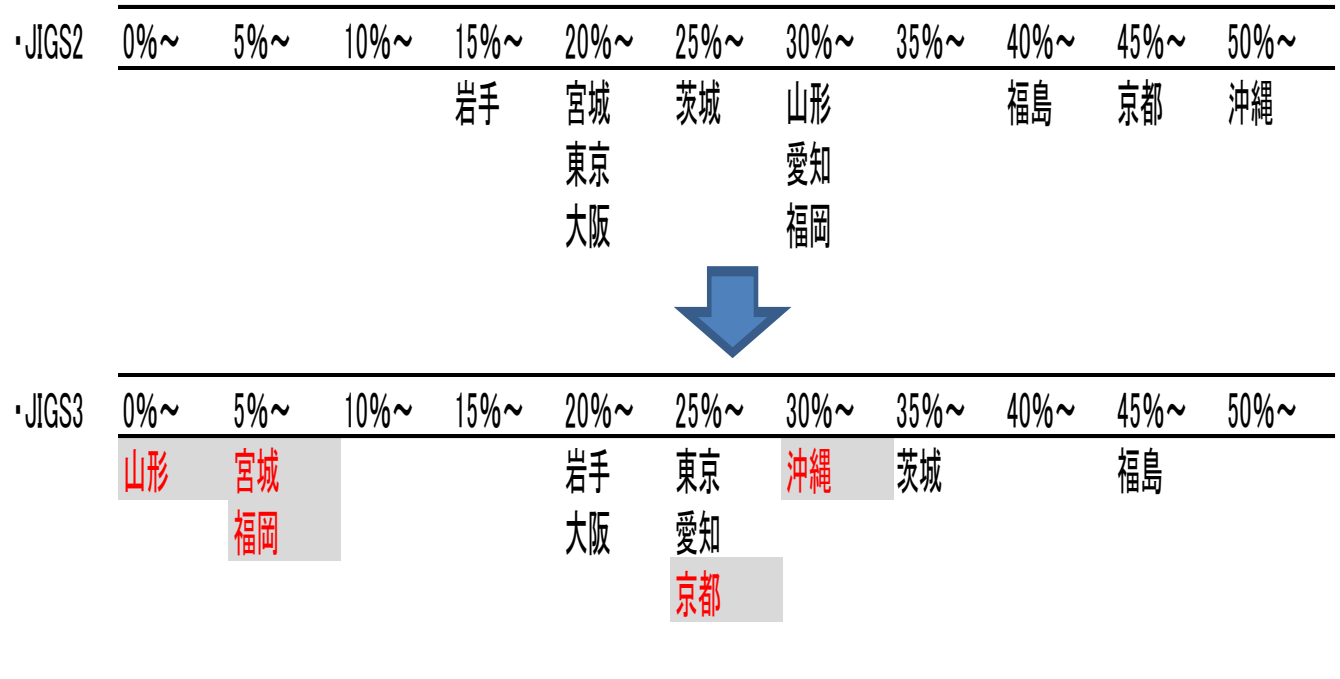 ・JIGS2 0%~ 5%~ 10%~ 15%~ 20%~ 25%~ 30%~ 35%~ 40%~ 45%~ 50%~
岩手 宮城 茨城 山形 福島 京都 沖縄
東京 愛知
大阪 福岡
・JIGS3 0%~ 5%~ 10%~ 15%~ 20%~ 25%~ 30%~ 35%~ 40%~ 45%~ 50%~
山形 宮城 岩手 東京 沖縄 茨城 福島
福岡 大阪 愛知
京都